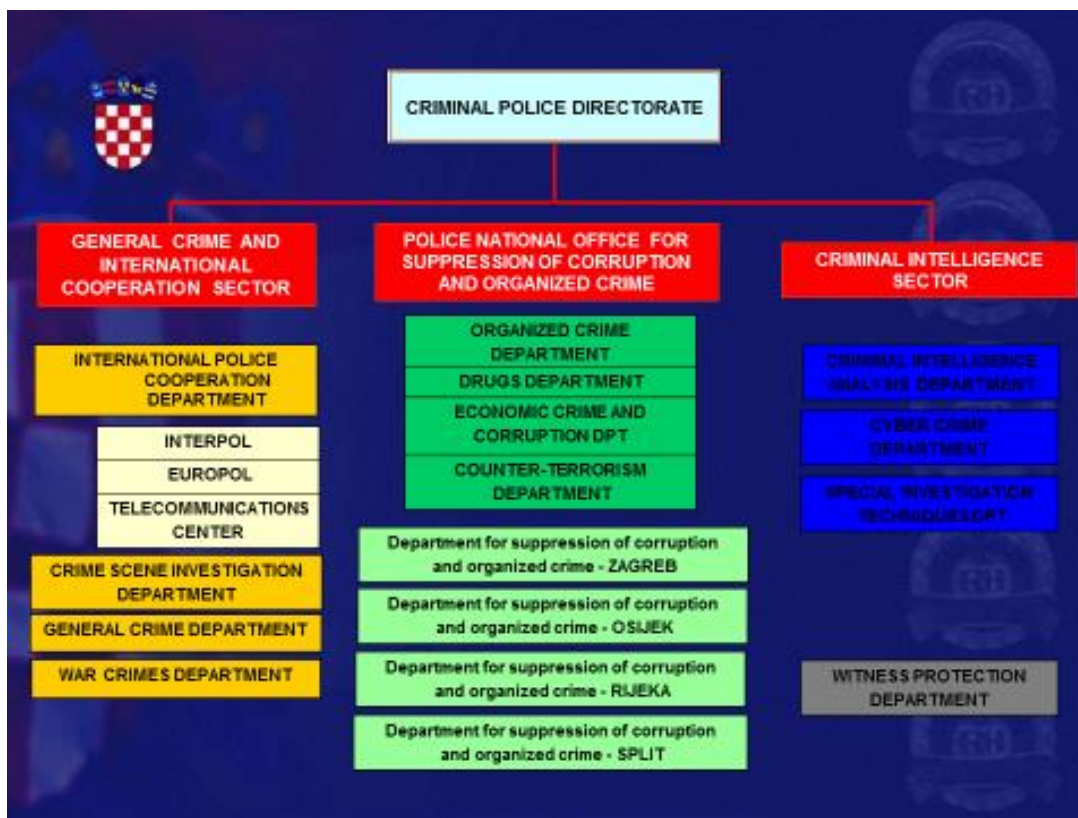 CRIMINAL POLICE DIRECTORATE
GENERAL CRIME AND
INTERNATIONAL
COOPERATION SECTOR
POLICE NATIONAL OFFICE FOR
SUPPRESSION OF CORRUPTION
AND ORGANIZED CRIME
CRIMINAL INTELLIGENCE
SECTOR
INTERNATIONAL POLICE
COOPERATION
DEPARTMENT
INTERPOL
EUROPOL
TELECOMMUNICATIONS
CENTER
CRIME SCENE INVESTIGATION
DEPARTMENT
GENERAL CRIME DEPARTMENT
WAR CRIMES DEPARTMENT
ORGANIZED CRIME
DEPARTMENT
DRUGS DEPARTMENT
ECONOMIC CRIME AND
CORRUPTION DPT
COUNTER-TERRORISM
DEPARTMENT
Department for suppression of corruption
and organized crime - ZAGREB
Department for suppression of corruption
and organized crime - OSIJEK
Department for suppression of corruption
and organized crime - RIJEKA
Department for suppression of corruption
and organized crime - SPLIT
CRIMINAL INTELLIGENCE
ANALYSIS DEPARTMENT
CYBER CRIME
DEPARTMENT
SPECIAL INVESTIGATION
TECHNIQUES DPT
WITNESS PROTECTION
DEPARTMENT
RH
RH
RH